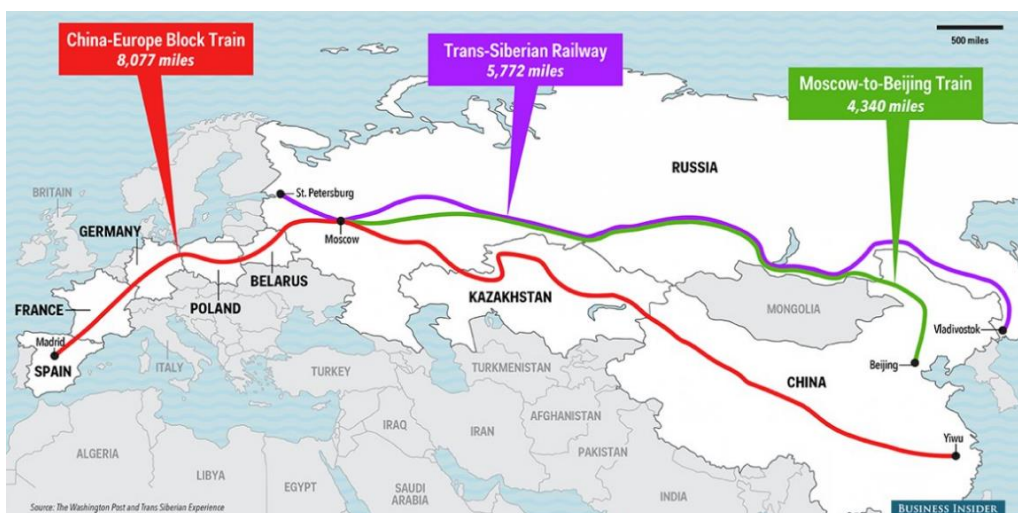 China-Europe Block Train
8,077 miles
Trans-Siberian Railway
5,772 miles
500 miles
Moscow-to-Beijing Train
4,340 miles
RUSSIA
BRITAIN
St. Petersburg
GERMANY
Moscow
BELARUS
KAZAKHSTAN
FRANCE
POLAND
MONGOLIA
Vladivostok
Madrid
SPAIN
ITALY
TURKEY
TURKMENISTAN
Beijing
CHINA
AFGHANISTAN
IRAQ
IRAN
PAKISTAN
Yiwu
ALGERIA
LIBYA
EGYPT
SAUDI
ARABIA
INDIA
Source: The Washington Post and Trans Siberian Experience
BUSINESS INSIDER